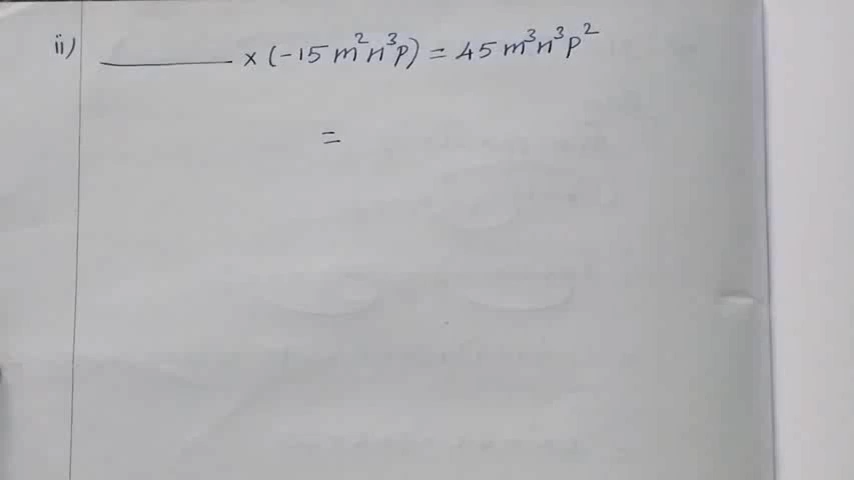 ii) ______ × (-15 m²n³p) = 45 m³n³p²
=